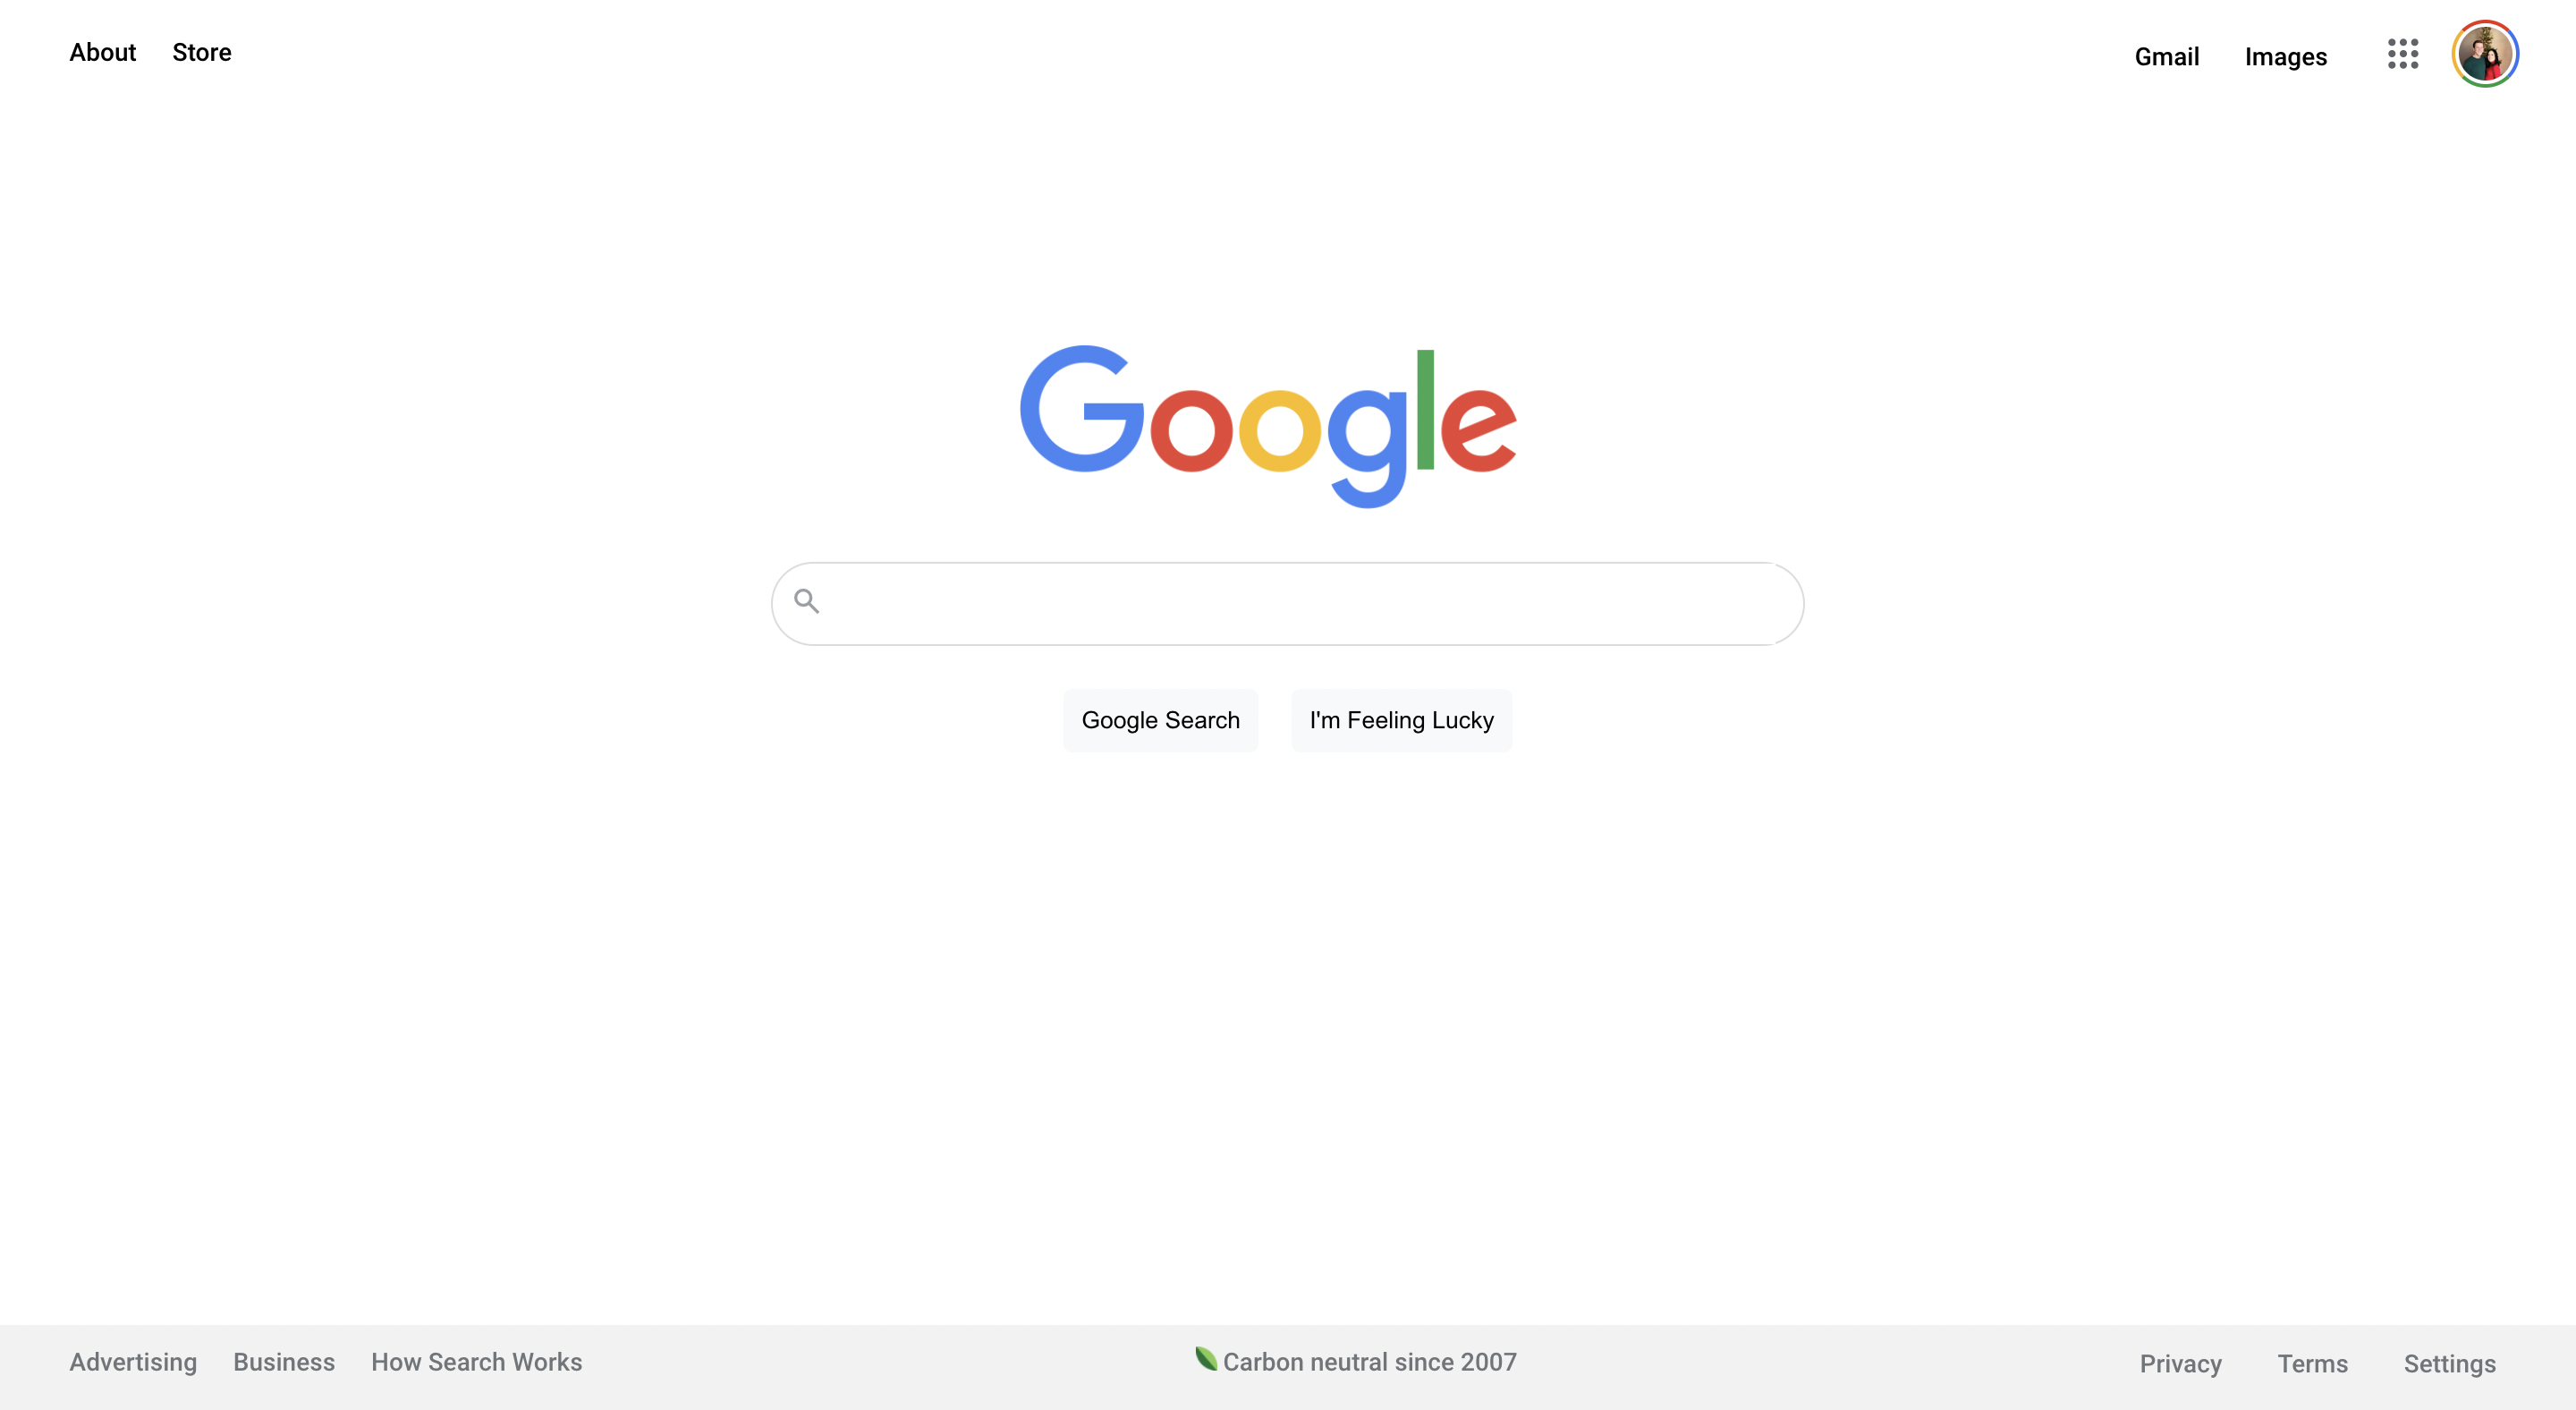 About Store Gmail Images
Google
Google Search I'm Feeling Lucky
Advertising Business How Search Works Carbon neutral since 2007 Privacy Terms Settings